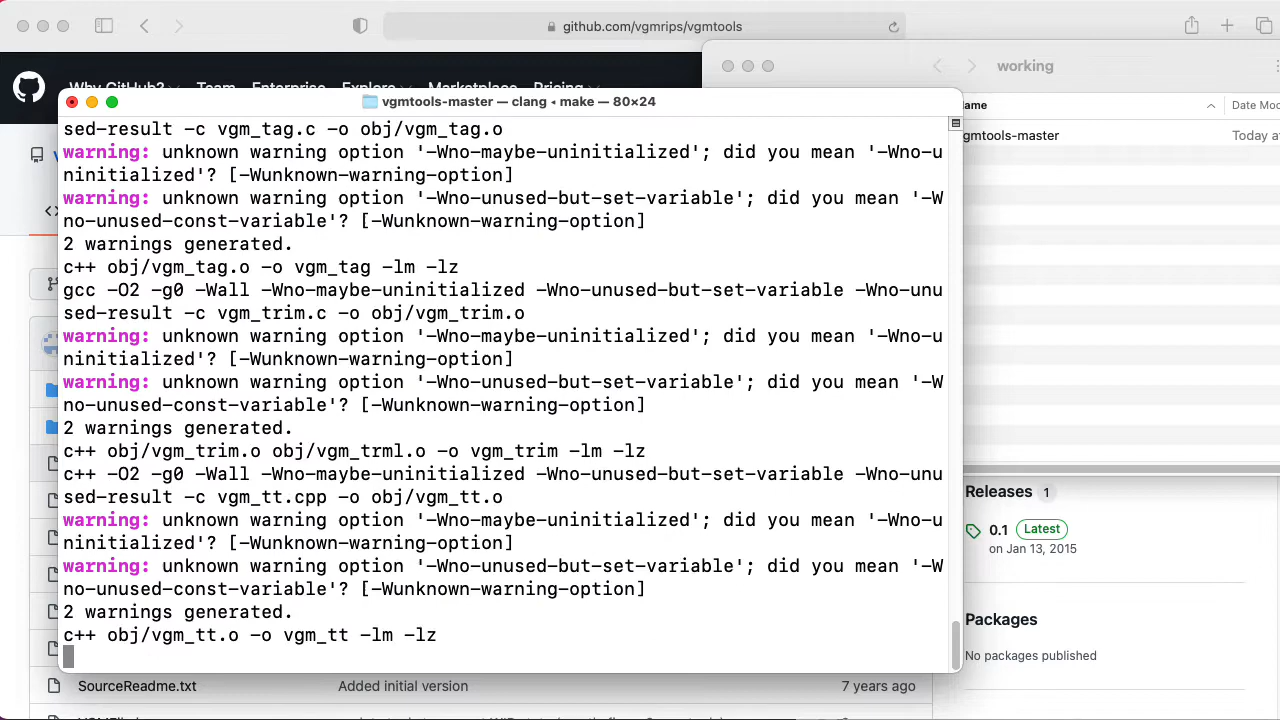 github.com/vgmrips/vgmtools
Why GitHub? Team Enterprise Explore Marketplace Pricing
working
vgmtools-master — clang ◂ make — 80×24
ame
Date Mod
gmtools-master
Today a
sed-result -c vgm_tag.c -o obj/vgm_tag.o
warning: unknown warning option '-Wno-maybe-uninitialized'; did you mean '-Wno-u
ninitialized'? [-Wunknown-warning-option]
warning: unknown warning option '-Wno-unused-but-set-variable'; did you mean '-W
no-unused-const-variable'? [-Wunknown-warning-option]
2 warnings generated.
c++ obj/vgm_tag.o -o vgm_tag -lm -lz
gcc -O2 -g0 -Wall -Wno-maybe-uninitialized -Wno-unused-but-set-variable -Wno-unu
sed-result -c vgm_trim.c -o obj/vgm_trim.o
warning: unknown warning option '-Wno-maybe-uninitialized'; did you mean '-Wno-u
ninitialized'? [-Wunknown-warning-option]
warning: unknown warning option '-Wno-unused-but-set-variable'; did you mean '-W
no-unused-const-variable'? [-Wunknown-warning-option]
2 warnings generated.
c++ obj/vgm_trim.o obj/vgm_trml.o -o vgm_trim -lm -lz
c++ -O2 -g0 -Wall -Wno-maybe-uninitialized -Wno-unused-but-set-variable -Wno-unu
sed-result -c vgm_tt.cpp -o obj/vgm_tt.o
warning: unknown warning option '-Wno-maybe-uninitialized'; did you mean '-Wno-u
ninitialized'? [-Wunknown-warning-option]
warning: unknown warning option '-Wno-unused-but-set-variable'; did you mean '-W
no-unused-const-variable'? [-Wunknown-warning-option]
2 warnings generated.
c++ obj/vgm_tt.o -o vgm_tt -lm -lz
Releases 1
0.1 Latest
on Jan 13, 2015
Packages
No packages published
SourceReadme.txt Added initial version 7 years ago